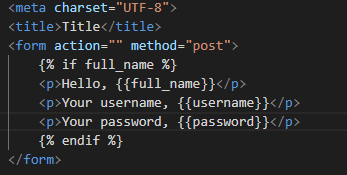 <meta charset="UTF-8">
<title>Title</title>
<form action="" method="post">
{% if full_name %}
<p>Hello, {{full_name}}</p>
<p>Your username, {{username}}</p>
<p>Your password, {{password}}</p>
{% endif %}
</form>